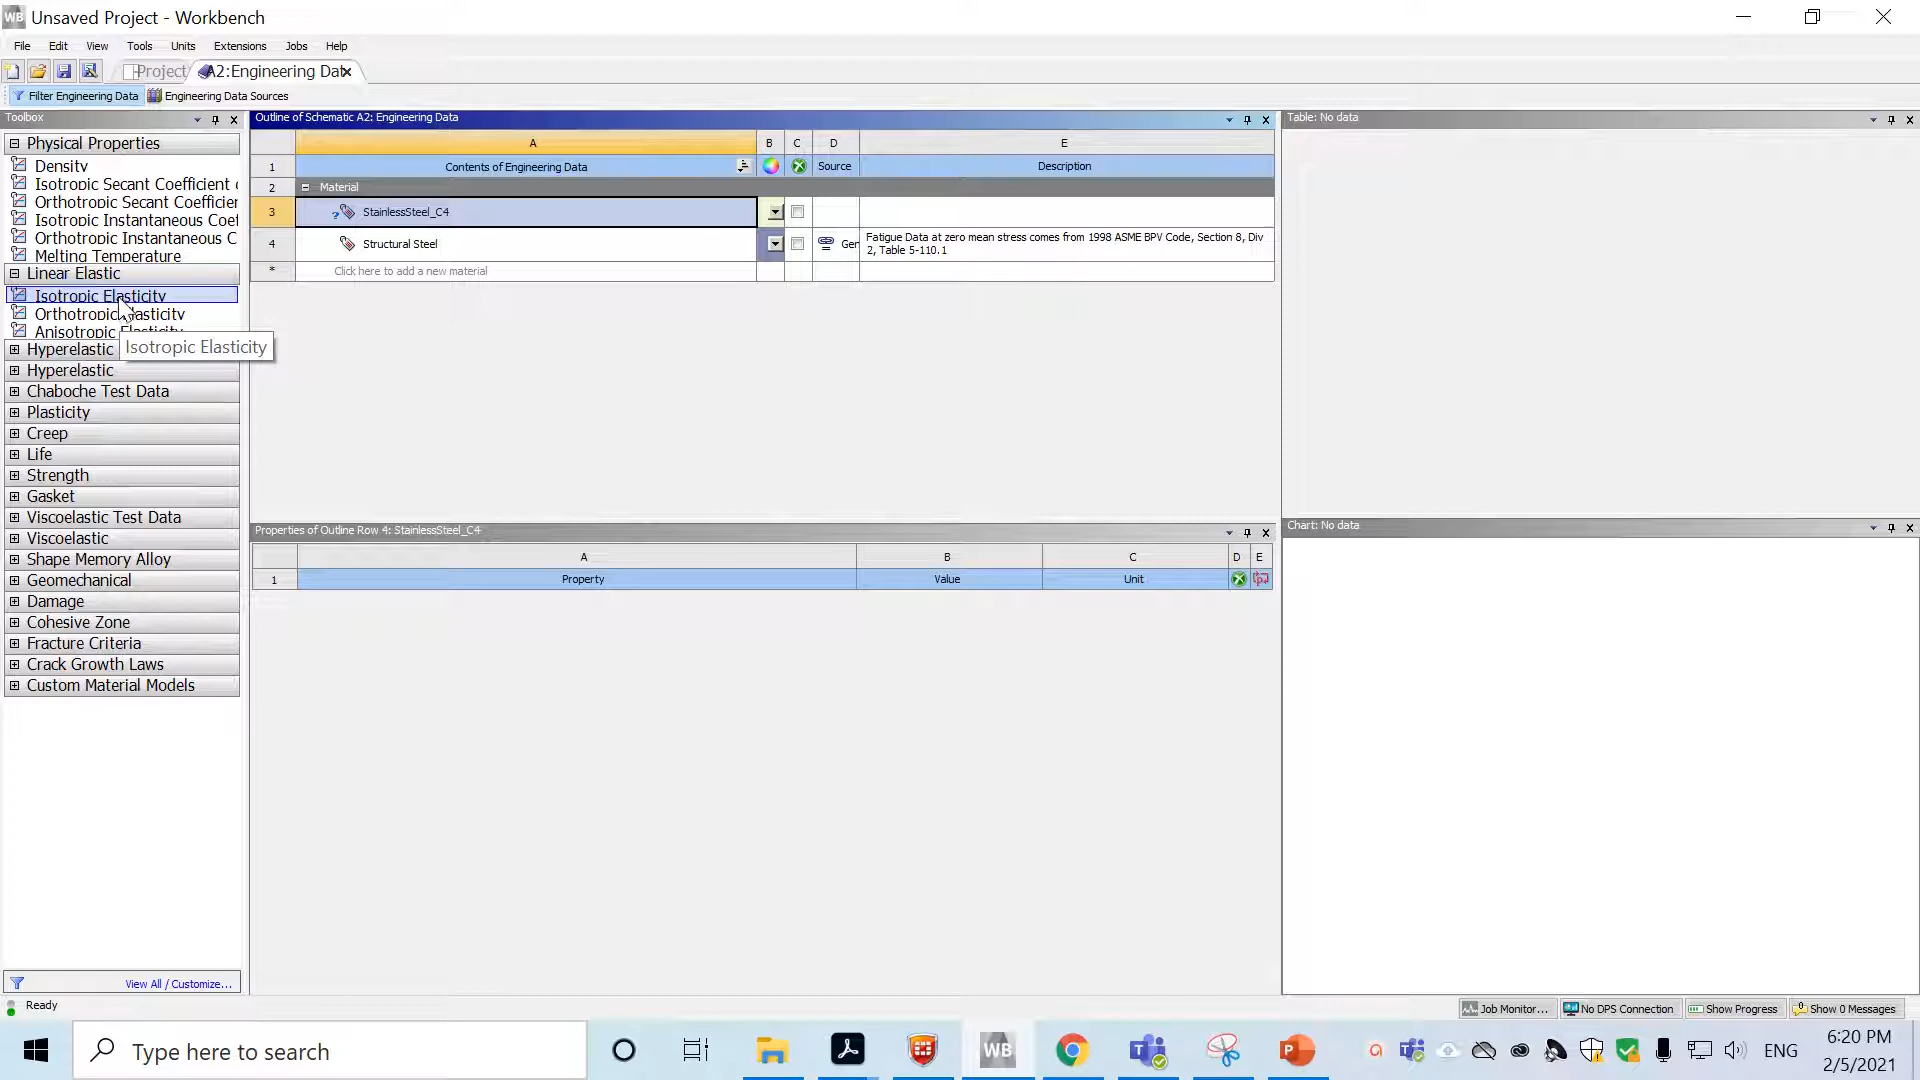 WB Unsaved Project - Workbench
File Edit View Tools Units Extensions Jobs Help
Project A2:Engineering Dat
Filter Engineering Data Engineering Data Sources
Toolbox
Physical Properties
Density
Isotropic Secant Coefficient
Orthotropic Secant Coefficier
Isotropic Instantaneous Coef
Orthotropic Instantaneous C
Melting Temperature
Linear Elastic
Isotropic Elasticity
Orthotropic Elasticity
Anisotropic Elasticity
Isotropic Elasticity
Hyperelastic
Hyperelastic
Chaboche Test Data
Plasticity
Creep
Life
Strength
Gasket
Viscoelastic Test Data
Viscoelastic
Shape Memory Alloy
Geomechanical
Damage
Cohesive Zone
Fracture Criteria
Crack Growth Laws
Custom Material Models
View All / Customize...
Outline of Schematic A2: Engineering Data
A B C D E
1 Contents of Engineering Data Source Description
2 Material
3 ? StainlessSteel_C4
4 Structural Steel Ger Fatigue Data at zero mean stress comes from 1998 ASME BPV Code, Section 8, Div
2, Table 5-110.1
* Click here to add a new material
Properties of Outline Row 4: StainlessSteel_C4
A B C D E
1 Property Value Unit
Table: No data
Chart: No data
Ready
Job Monitor... No DPS Connection Show Progress Show 0 Messages
Type here to search
WB
ENG
6:20 PM
2/5/2021